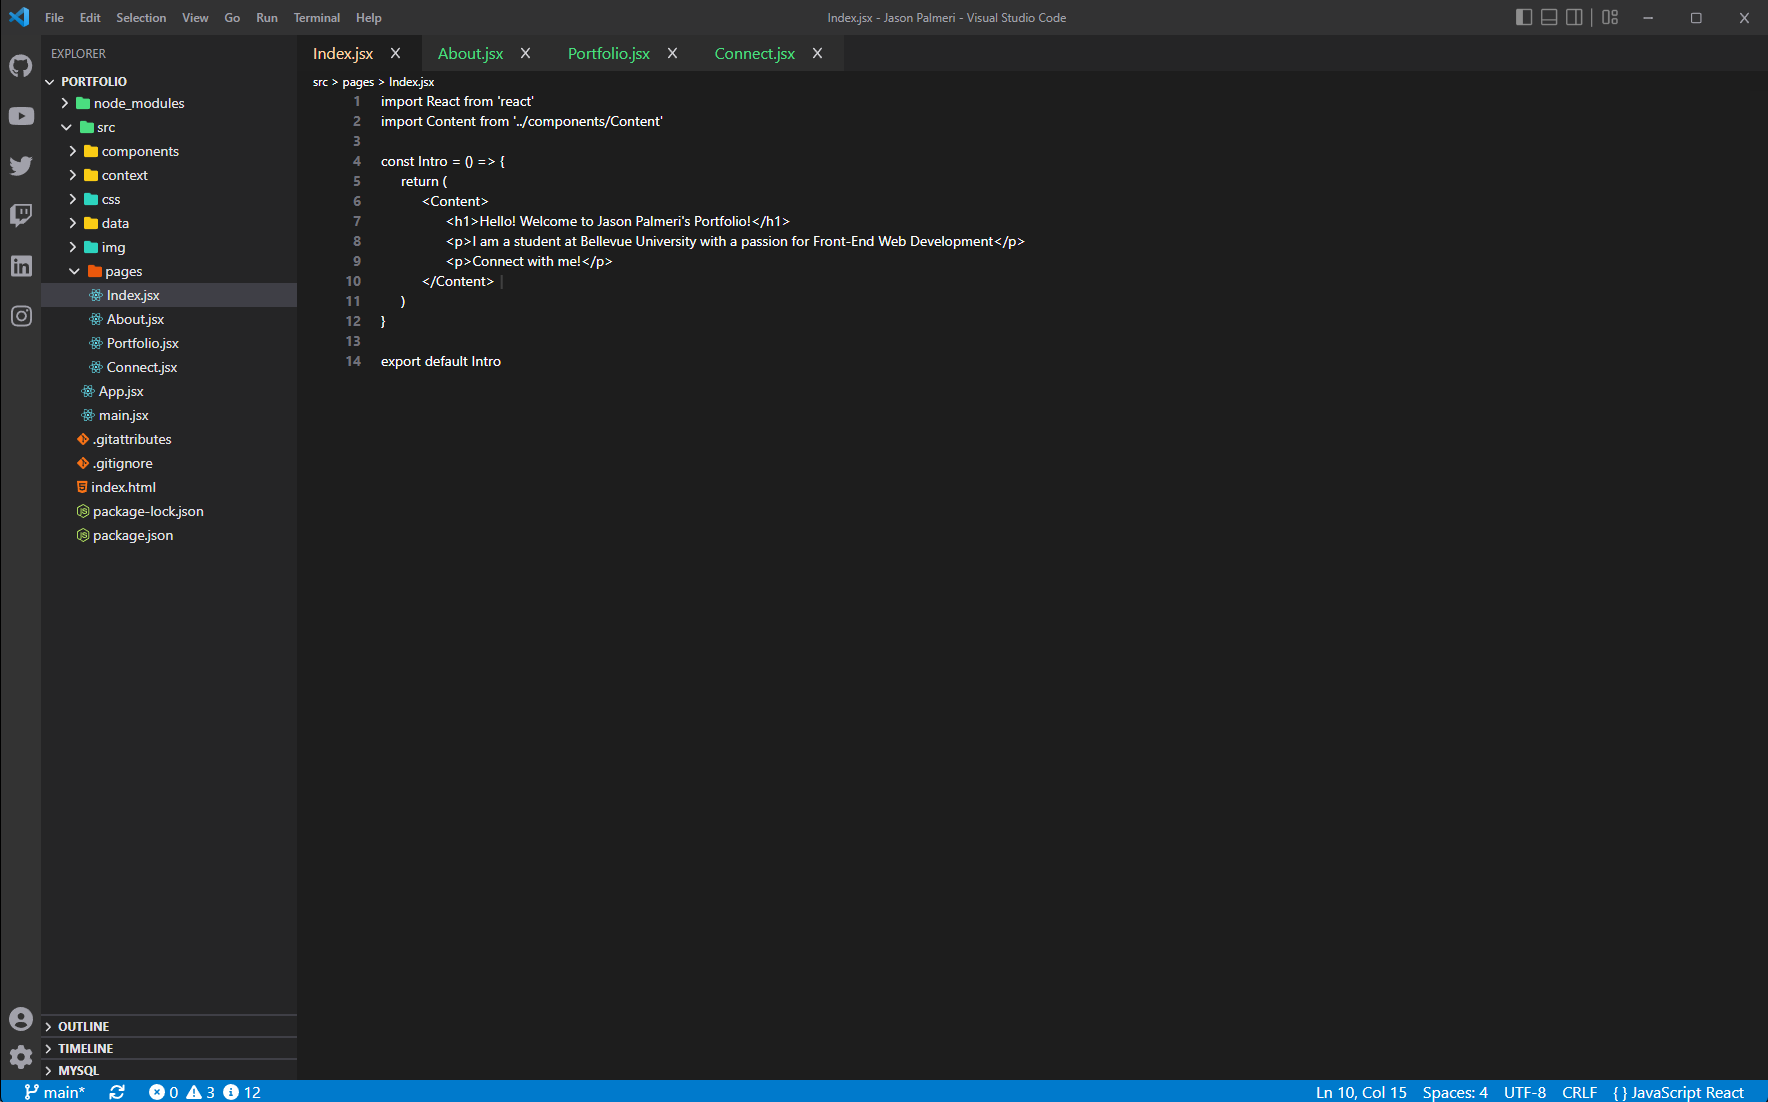 File Edit Selection View Go Run Terminal Help
Index.jsx - Jason Palmeri - Visual Studio Code
EXPLORER
PORTFOLIO
node_modules
src
components
context
css
data
img
pages
Index.jsx
About.jsx
Portfolio.jsx
Connect.jsx
App.jsx
main.jsx
.gitattributes
.gitignore
index.html
package-lock.json
package.json
OUTLINE
TIMELINE
MYSQL
Index.jsx X About.jsx X Portfolio.jsx X Connect.jsx X
src > pages > Index.jsx
1 import React from 'react'
2 import Content from '../components/Content'
3
4 const Intro = () => {
5 return (
6 <Content>
7 <h1>Hello! Welcome to Jason Palmeri's Portfolio!</h1>
8 <p>I am a student at Bellevue University with a passion for Front-End Web Development</p>
9 <p>Connect with me!</p>
10 </Content>
11 )
12 }
13
14 export default Intro
main* 0 3 12
Ln 10, Col 15 Spaces: 4 UTF-8 CRLF { } JavaScript React